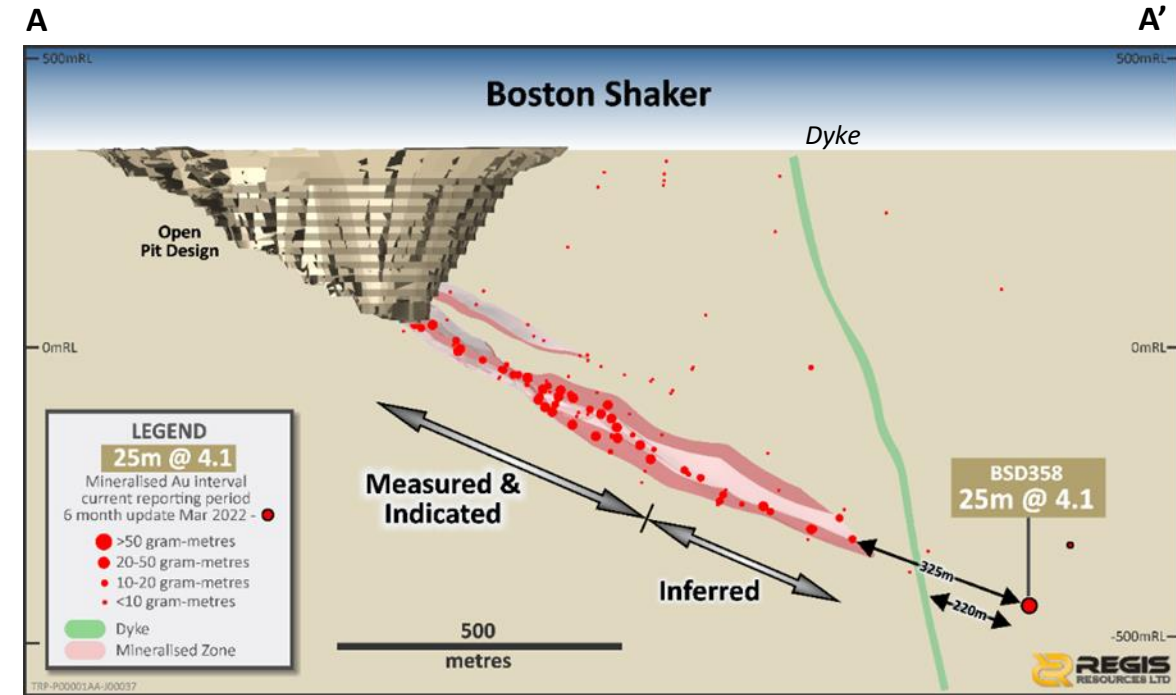 A
A'
500mRL
500mRL
Boston Shaker
Dyke
Open
Pit Design
0mRL
0mRL
LEGEND
25m @ 4.1
Mineralised Au interval
current reporting period
6 month update Mar 2022 -
>50 gram-metres
20-50 gram-metres
10-20 gram-metres
<10 gram-metres
Dyke
Mineralised Zone
Measured &
Indicated
Inferred
500
metres
BSD358
25m @ 4.1
325m
220m
-500mRL
REGIS
RESOURCES LTD
TRP-P00001AA-J00037